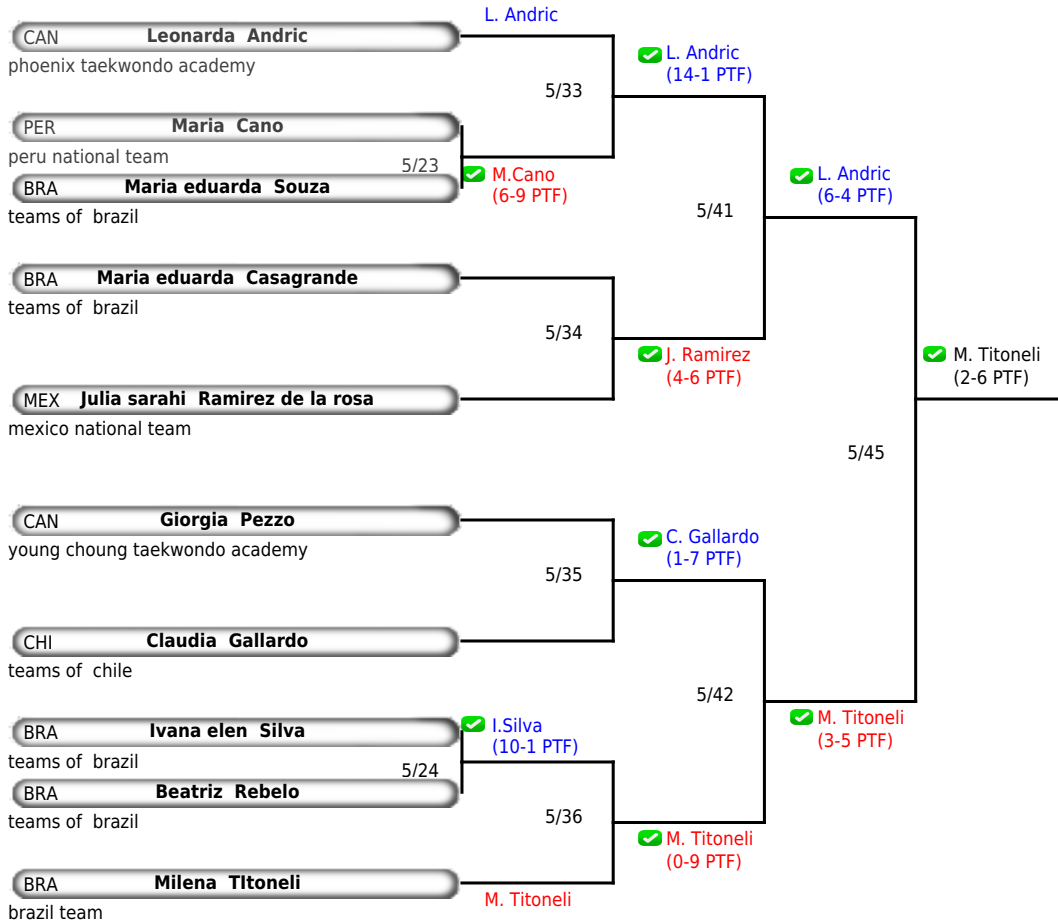 L. Andric
CAN Leonarda Andric
phoenix taekwondo academy
L. Andric
(14-1 PTF)
5/33
PER Maria Cano
peru national team
5/23
M.Cano
(6-9 PTF)
BRA Maria eduarda Souza
teams of brazil
L. Andric
(6-4 PTF)
5/41
BRA Maria eduarda Casagrande
teams of brazil
5/34
J. Ramirez
(4-6 PTF)
M. Titoneli
(2-6 PTF)
MEX Julia sarahi Ramirez de la rosa
mexico national team
5/45
CAN Giorgia Pezzo
young choung taekwondo academy
C. Gallardo
(1-7 PTF)
5/35
CHI Claudia Gallardo
teams of chile
5/42
M. Titoneli
(3-5 PTF)
BRA Ivana elen Silva
teams of brazil
I.Silva
(10-1 PTF)
5/24
BRA Beatriz Rebelo
teams of brazil
5/36
M. Titoneli
(0-9 PTF)
BRA Milena TItoneli
brazil team
M. Titoneli